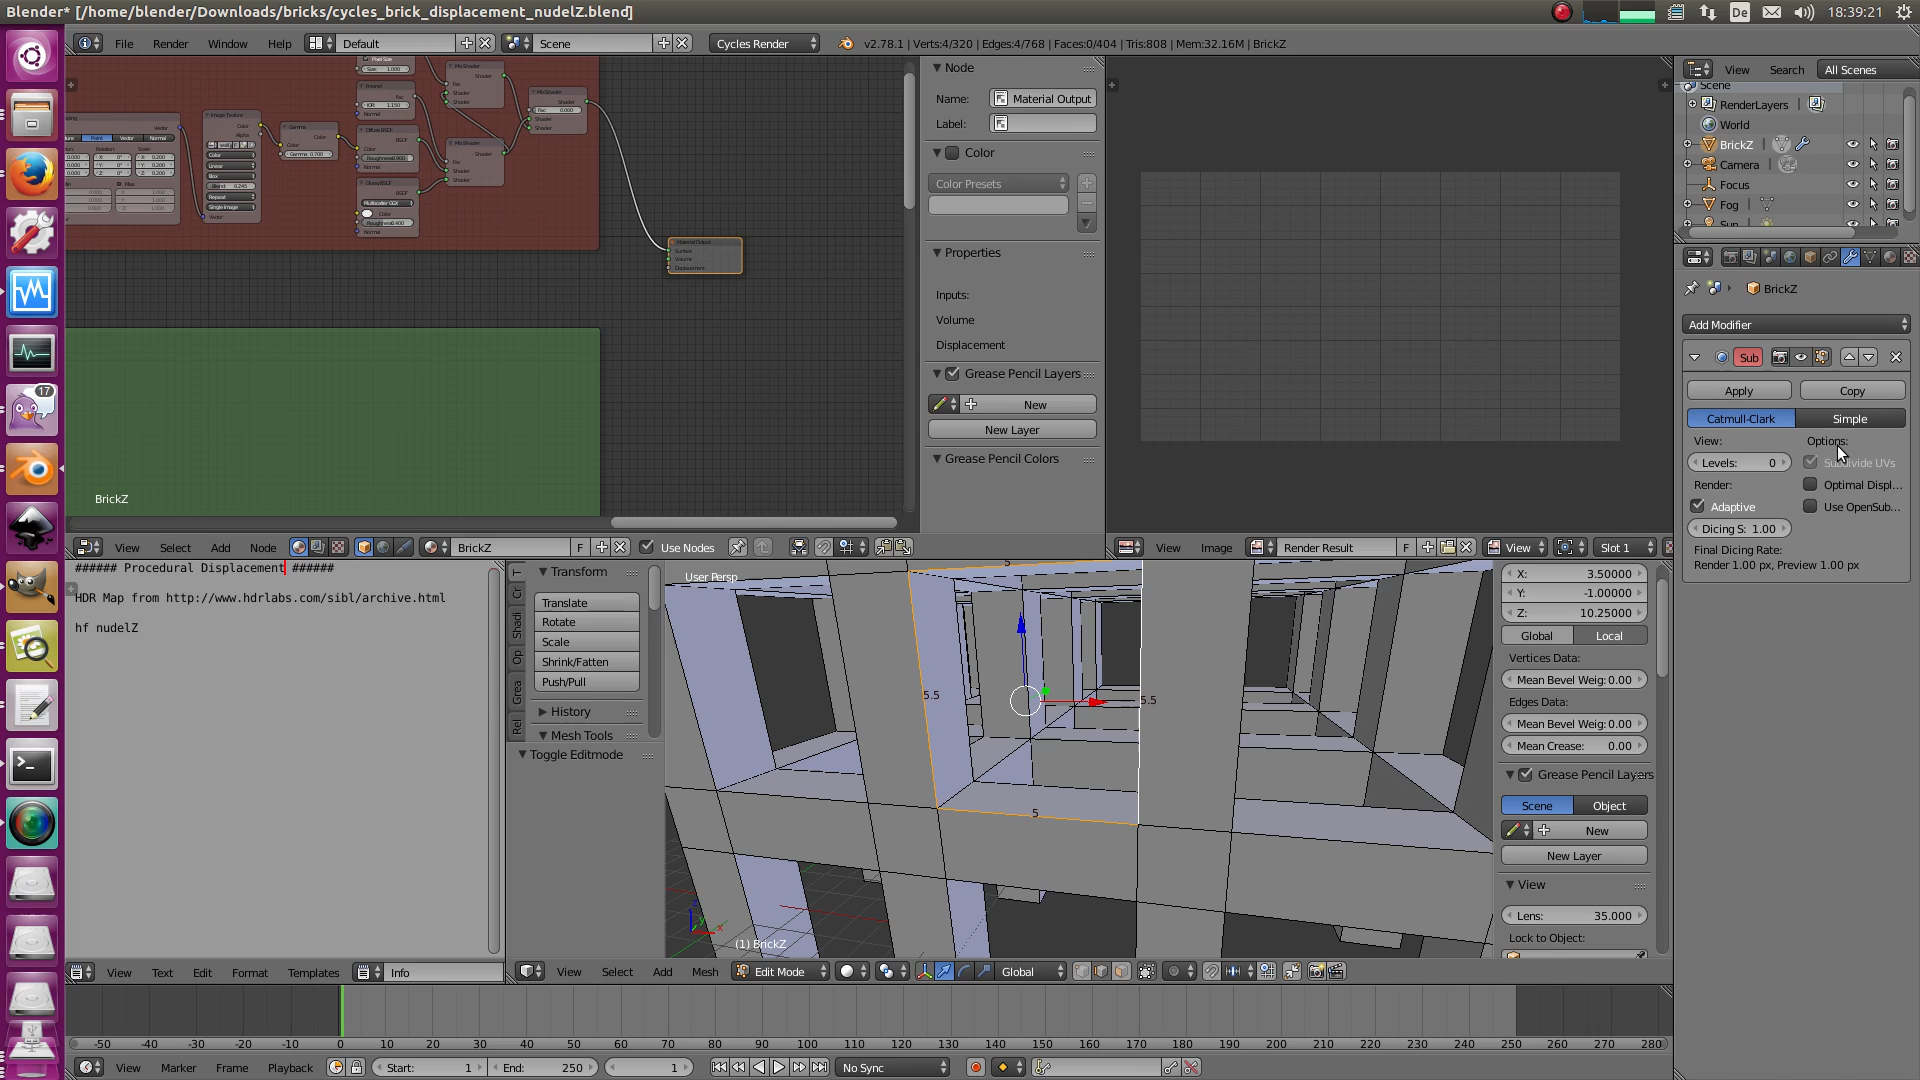 Blender* [/home/blender/Downloads/bricks/cycles_brick_displacement_nudelZ.blend]
De
18:39:21
File Render Window Help
Default
Scene
Cycles Render
v2.78.1 | Verts:4/320 | Edges:4/768 | Faces:0/404 | Tris:808 | Mem:32.16M | BrickZ
17
Node
Name: Material Output
Label:
Color
Color Presets
Properties
Inputs:
Volume
Displacement
Grease Pencil Layers
New
New Layer
Grease Pencil Colors
BrickZ
View Select Add Node
BrickZ
F
Use Nodes
View Image
Render Result
F
View
Slot 1
View Search All Scenes
Scene
RenderLayers
World
BrickZ
Camera
Focus
Fog
Sun
BrickZ
Add Modifier
Sub
Apply
Copy
Catmull-Clark
Simple
View:
Options:
Levels: 0
Subdivide UVs
Render:
Optimal Displ...
Adaptive
Use OpenSub...
Dicing S: 1.00
Final Dicing Rate:
Render 1.00 px, Preview 1.00 px
###### Procedural Displacement ######
HDR Map from http://www.hdrlabs.com/sibl/archive.html
hf nudelZ
View Text Edit Format Templates
Info
Transform
Translate
Rotate
Scale
Shrink/Fatten
Push/Pull
History
Mesh Tools
Toggle Editmode
T
Cr
Shadi
Op
Grea
Rel
User Persp
5
5.5
5.5
5
(1) BrickZ
View Select Add Mesh
Edit Mode
Global
X: 3.50000
Y: -1.00000
Z: 10.25000
Global
Local
Vertices Data:
Mean Bevel Weig: 0.00
Edges Data:
Mean Bevel Weig: 0.00
Mean Crease: 0.00
Grease Pencil Layers
Scene
Object
New
New Layer
View
Lens: 35.000
Lock to Object:
-50 -40 -30 -20 -10 0 10 20 30 40 50 60 70 80 90 100 110 120 130 140 150 160 170 180 190 200 210 220 230 240 250 260 270 280
View Marker Frame Playback
Start: 1
End: 250
1
No Sync